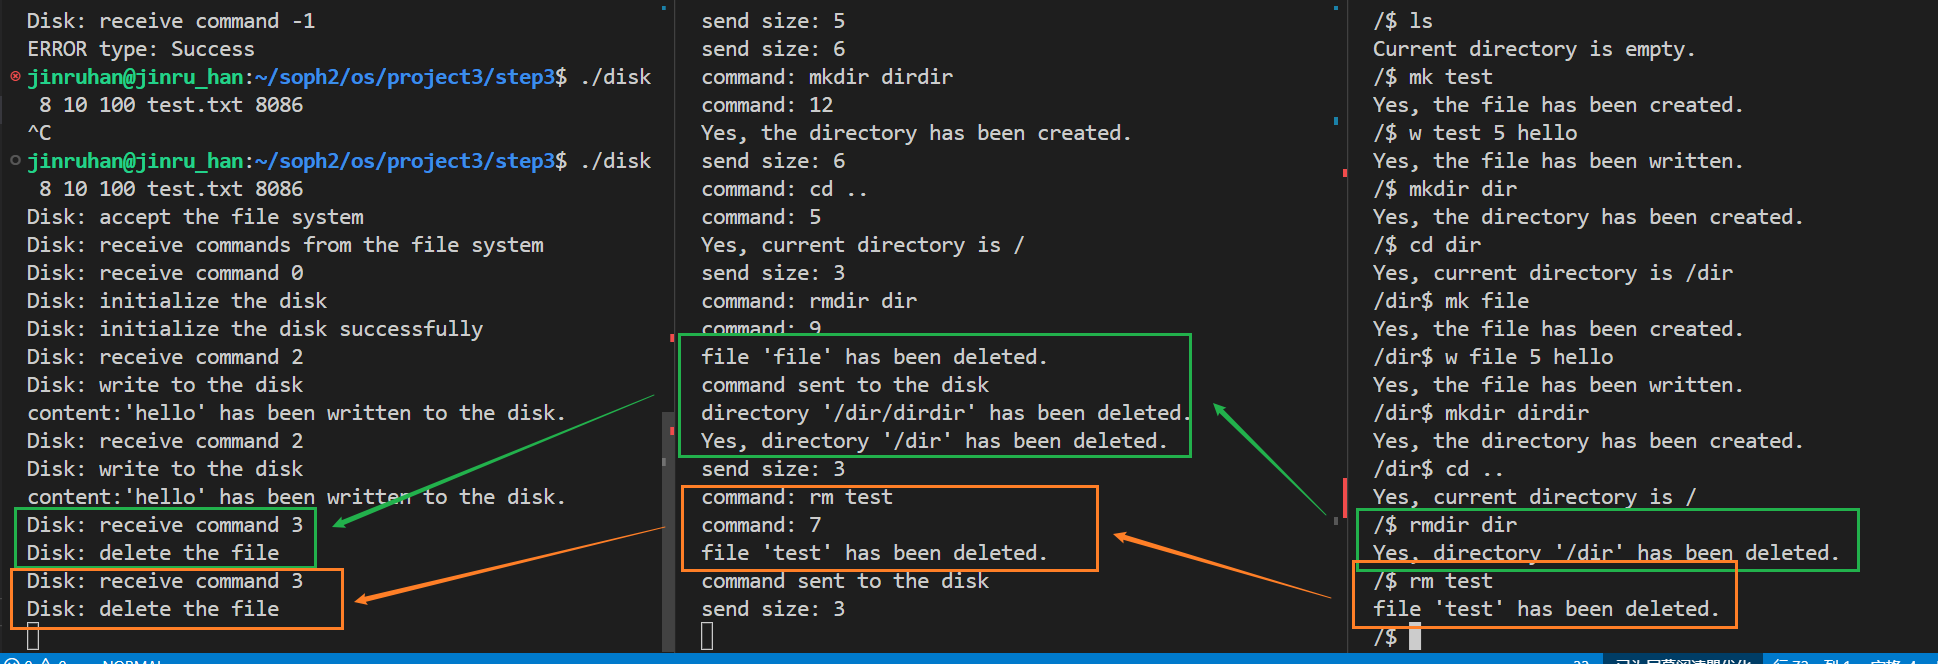 Disk: receive command -1
ERROR type: Success
jinruhan@jinru_han:~/soph2/os/project3/step3$ ./disk
8 10 100 test.txt 8086
^C
jinruhan@jinru_han:~/soph2/os/project3/step3$ ./disk
8 10 100 test.txt 8086
Disk: accept the file system
Disk: receive commands from the file system
Disk: receive command 0
Disk: initialize the disk
Disk: initialize the disk successfully
Disk: receive command 2
Disk: write to the disk
content:'hello' has been written to the disk.
Disk: receive command 2
Disk: write to the disk
content:'hello' has been written to the disk.
Disk: receive command 3
Disk: delete the file
Disk: receive command 3
Disk: delete the file
send size: 5
send size: 6
command: mkdir dirdir
command: 12
Yes, the directory has been created.
send size: 6
command: cd ..
command: 5
Yes, current directory is /
send size: 3
command: rmdir dir
command: 9
file 'file' has been deleted.
command sent to the disk
directory '/dir/dirdir' has been deleted.
Yes, directory '/dir' has been deleted.
send size: 3
command: rm test
command: 7
file 'test' has been deleted.
command sent to the disk
send size: 3
/$ ls
Current directory is empty.
/$ mk test
Yes, the file has been created.
/$ w test 5 hello
Yes, the file has been written.
/$ mkdir dir
Yes, the directory has been created.
/$ cd dir
Yes, current directory is /dir
/dir$ mk file
Yes, the file has been created.
/dir$ w file 5 hello
Yes, the file has been written.
/dir$ mkdir dirdir
Yes, the directory has been created.
/dir$ cd ..
Yes, current directory is /
/$ rmdir dir
Yes, directory '/dir' has been deleted.
/$ rm test
file 'test' has been deleted.
/$